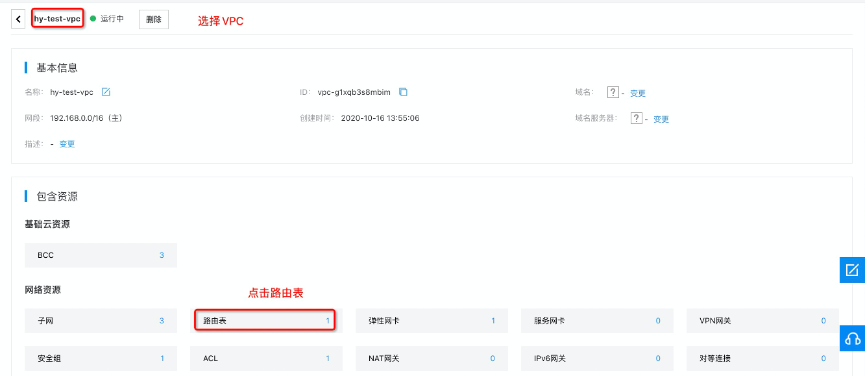 hy-test-vpc 运行中 删除 选择VPC
基本信息
名称: hy-test-vpc ID: vpc-g1xqb3s8mbim 域名: ? - 变更
网段: 192.168.0.0/16（主） 创建时间: 2020-10-16 13:55:06 域名服务器: ? - 变更
描述: - 变更
包含资源
基础云资源
BCC 3
网络资源
点击路由表
子网 3 路由表 1 弹性网卡 1 服务网卡 0 VPN网关 0
安全组 1 ACL 1 NAT网关 0 IPv6网关 0 对等连接 0